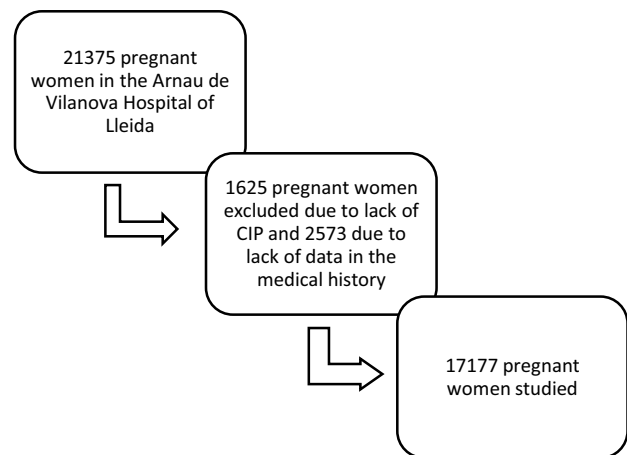 21375 pregnant
women in the Arnau de
Vilanova Hospital of
Lleida
1625 pregnant women
excluded due to lack of
CIP and 2573 due to
lack of data in the
medical history
17177 pregnant
women studied